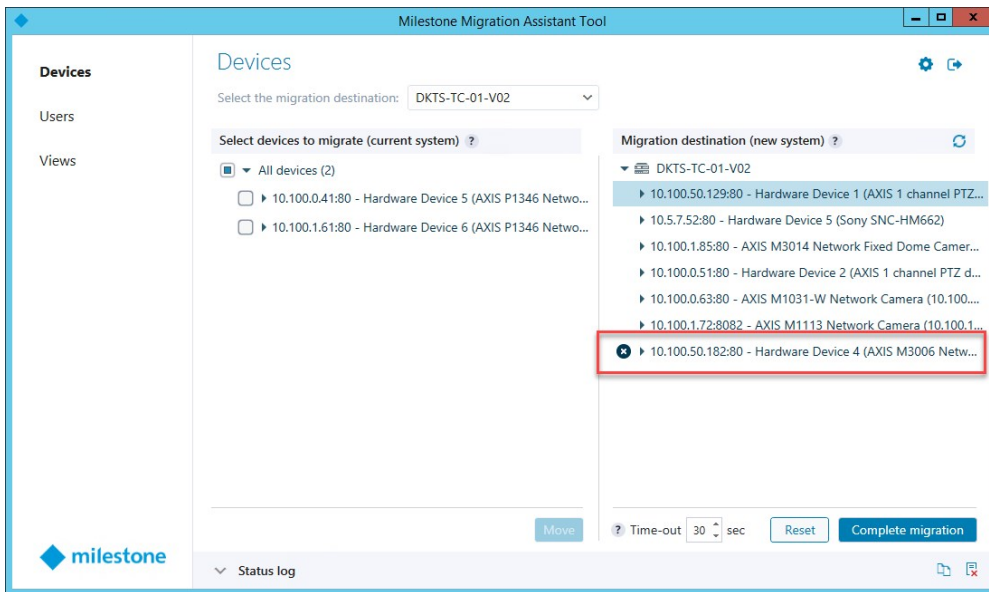 Milestone Migration Assistant Tool
Devices
Users
Views
Devices
Select the migration destination: DKTS-TC-01-V02
Select devices to migrate (current system) ?
All devices (2)
10.100.0.41:80 - Hardware Device 5 (AXIS P1346 Netwo...
10.100.1.61:80 - Hardware Device 6 (AXIS P1346 Netwo...
Move
Migration destination (new system) ?
DKTS-TC-01-V02
10.100.50.129:80 - Hardware Device 1 (AXIS 1 channel PTZ...
10.5.7.52:80 - Hardware Device 5 (Sony SNC-HM662)
10.100.1.85:80 - AXIS M3014 Network Fixed Dome Camer...
10.100.0.51:80 - Hardware Device 2 (AXIS 1 channel PTZ d...
10.100.0.63:80 - AXIS M1031-W Network Camera (10.100....
10.100.1.72:8082 - AXIS M1113 Network Camera (10.100.1...
10.100.50.182:80 - Hardware Device 4 (AXIS M3006 Netw...
? Time-out 30 sec Reset Complete migration
milestone
Status log